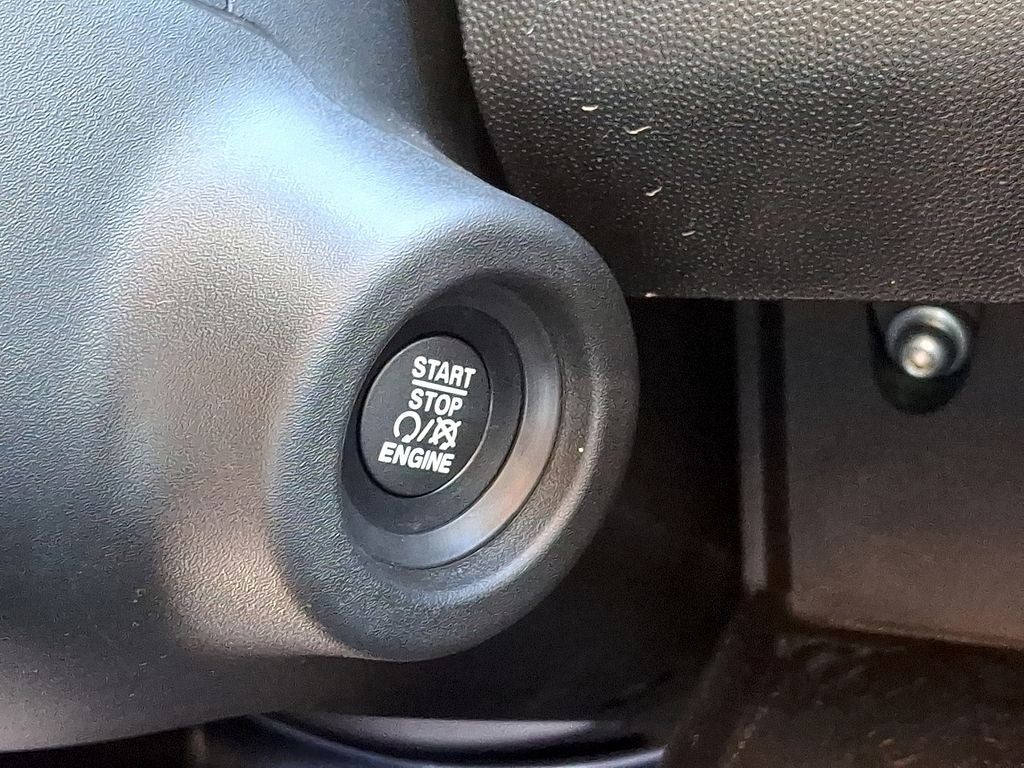 START
STOP
/
ENGINE